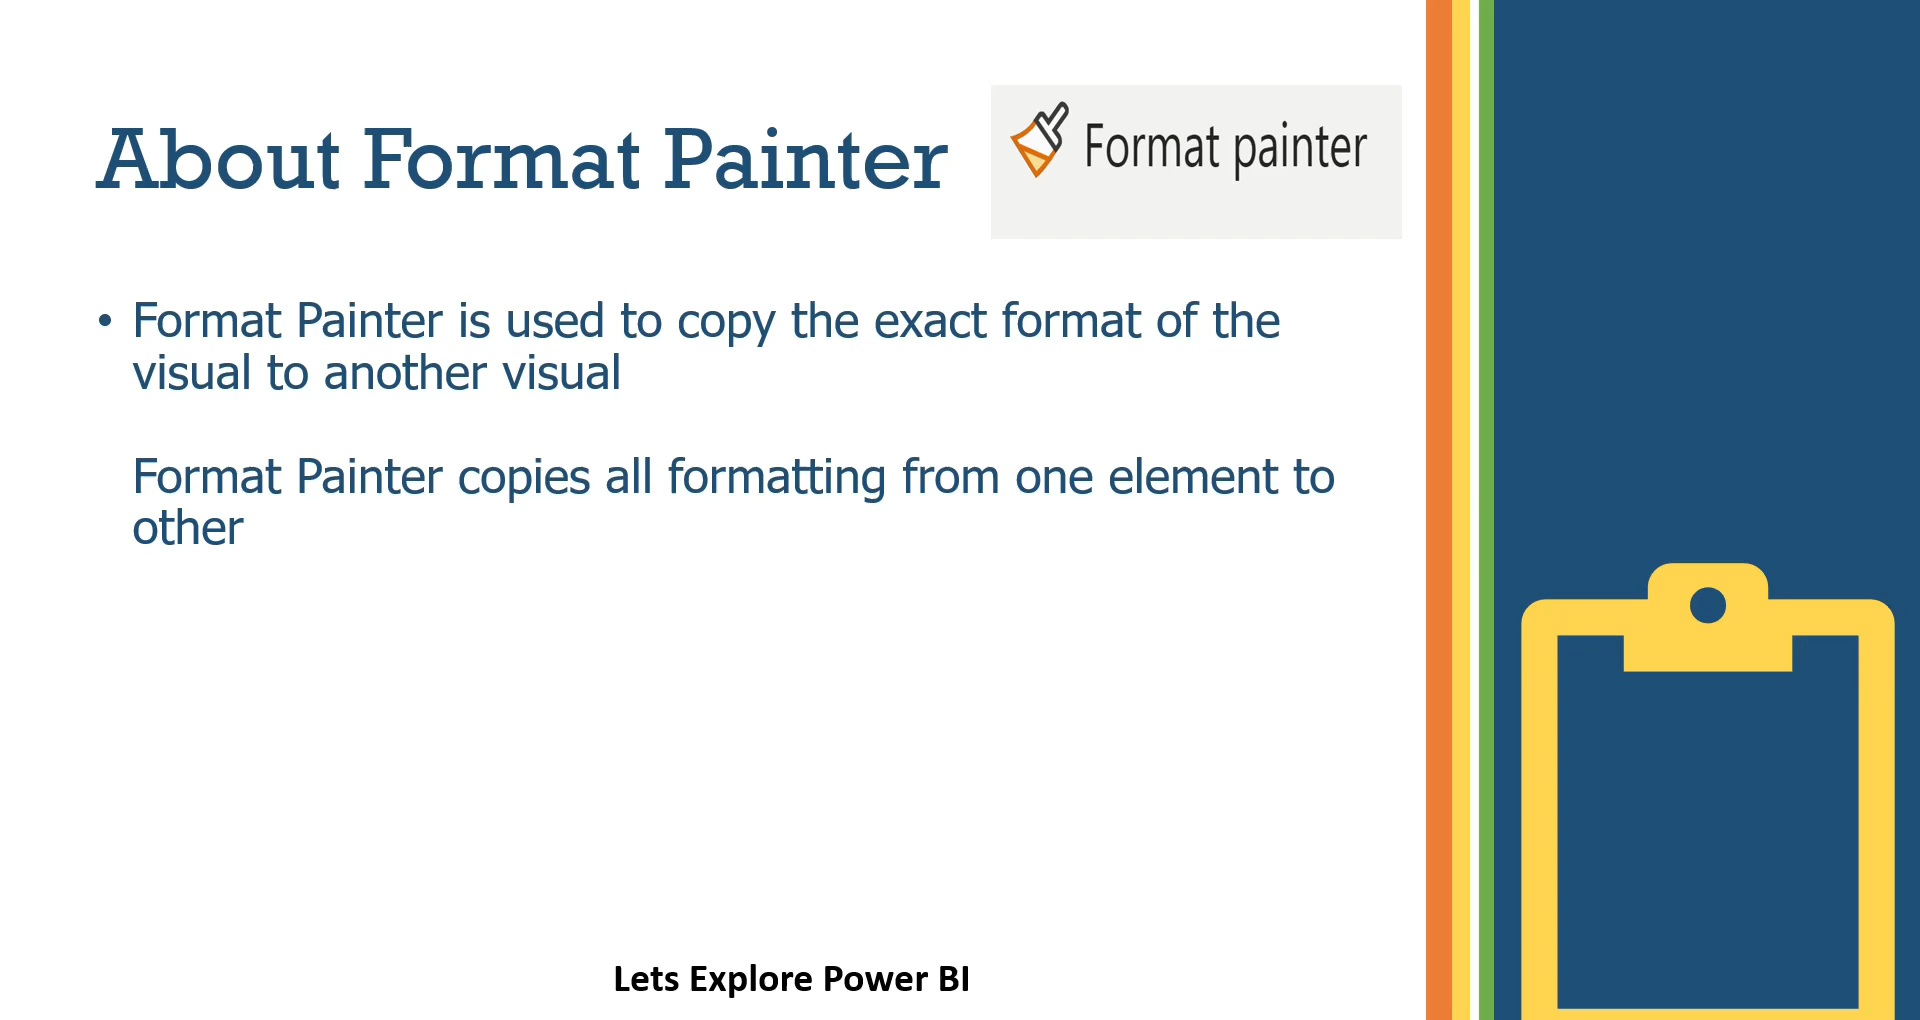 About Format Painter
Format painter
• Format Painter is used to copy the exact format of the
visual to another visual
Format Painter copies all formatting from one element to
other
Lets Explore Power BI